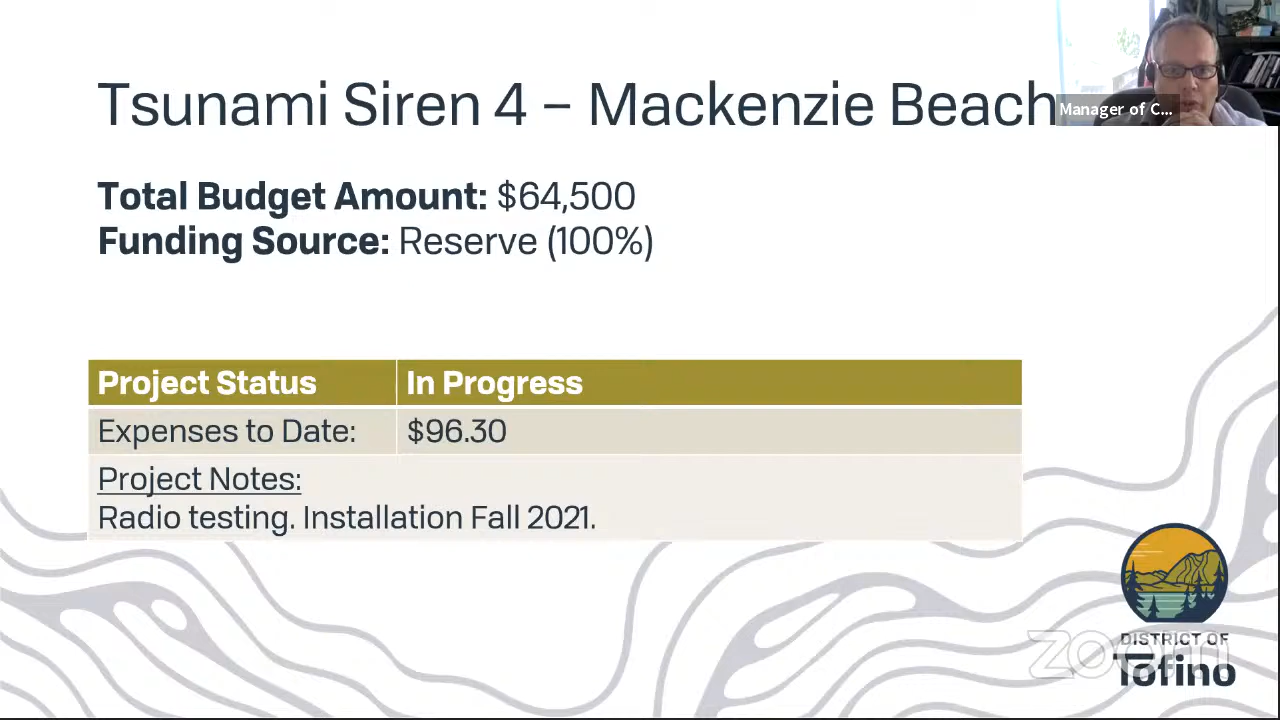 Tsunami Siren 4 – Mackenzie Beach
Manager of C...
Total Budget Amount: $64,500
Funding Source: Reserve (100%)
Project Status In Progress
Expenses to Date: $96.30
Project Notes:
Radio testing. Installation Fall 2021.
DISTRICT OF
zoom
Tofino